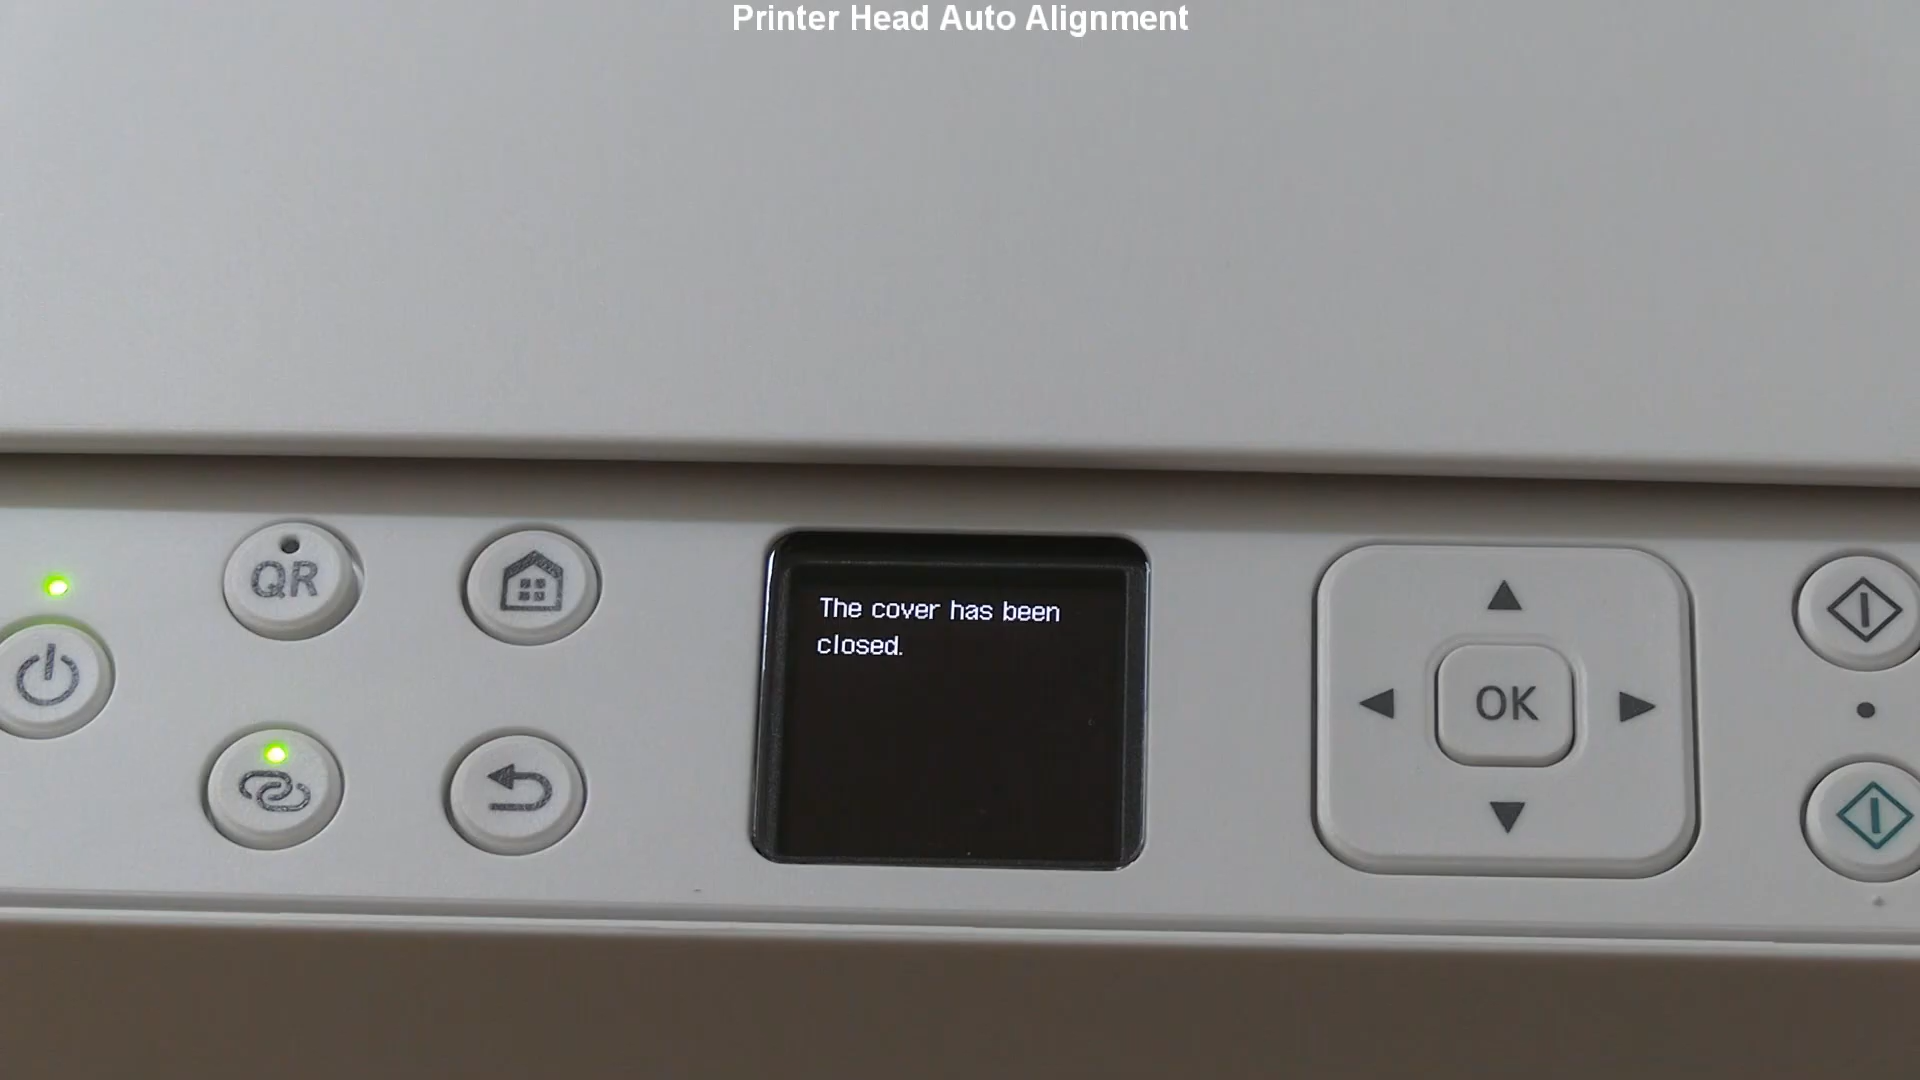 Printer Head Auto Alignment
QR
The cover has been
closed.
OK